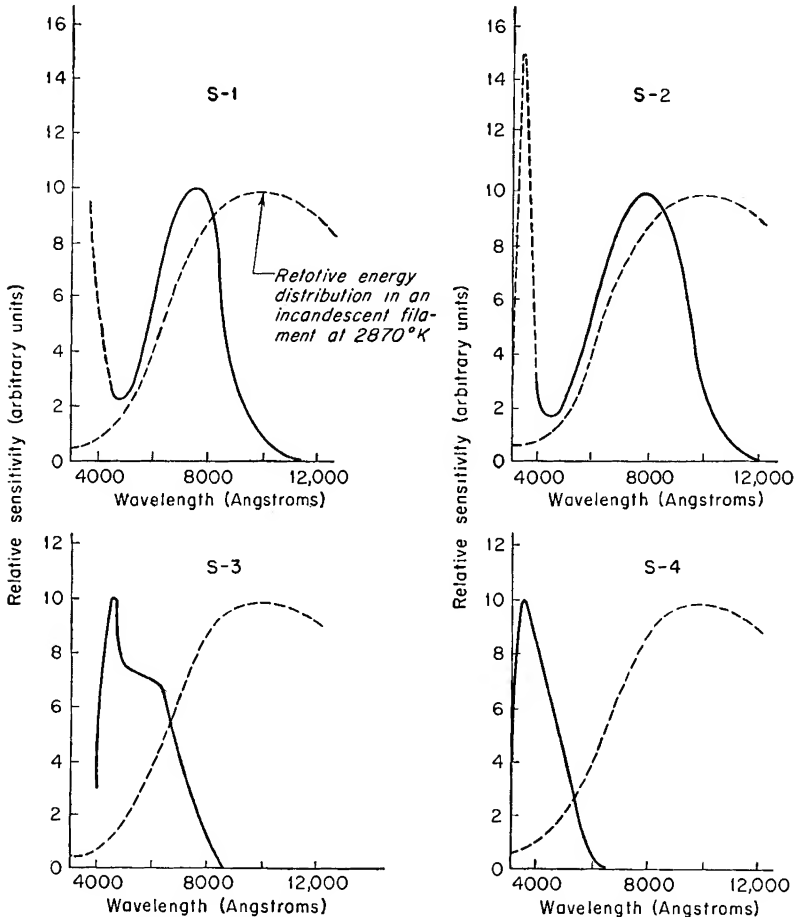 16
14
S-1
12
10
8
6
4
2
0
Relotive energy
distribution in an
incandescent fila-
ment at 2870°K
4000 8000 12,000
Wavelength (Angstroms)
Relative sensitivity (arbitrary units)
16
14
S-2
12
10
8
6
4
2
0
4000 8000 12,000
Wavelength (Angstroms)
Relative sensitivity (arbitrary units)
12
S-3
10
8
6
4
2
0
4000 8000 12,000
Wavelength (Angstroms)
12
S-4
10
8
6
4
2
0
4000 8000 12,000
Wavelength (Angstroms)